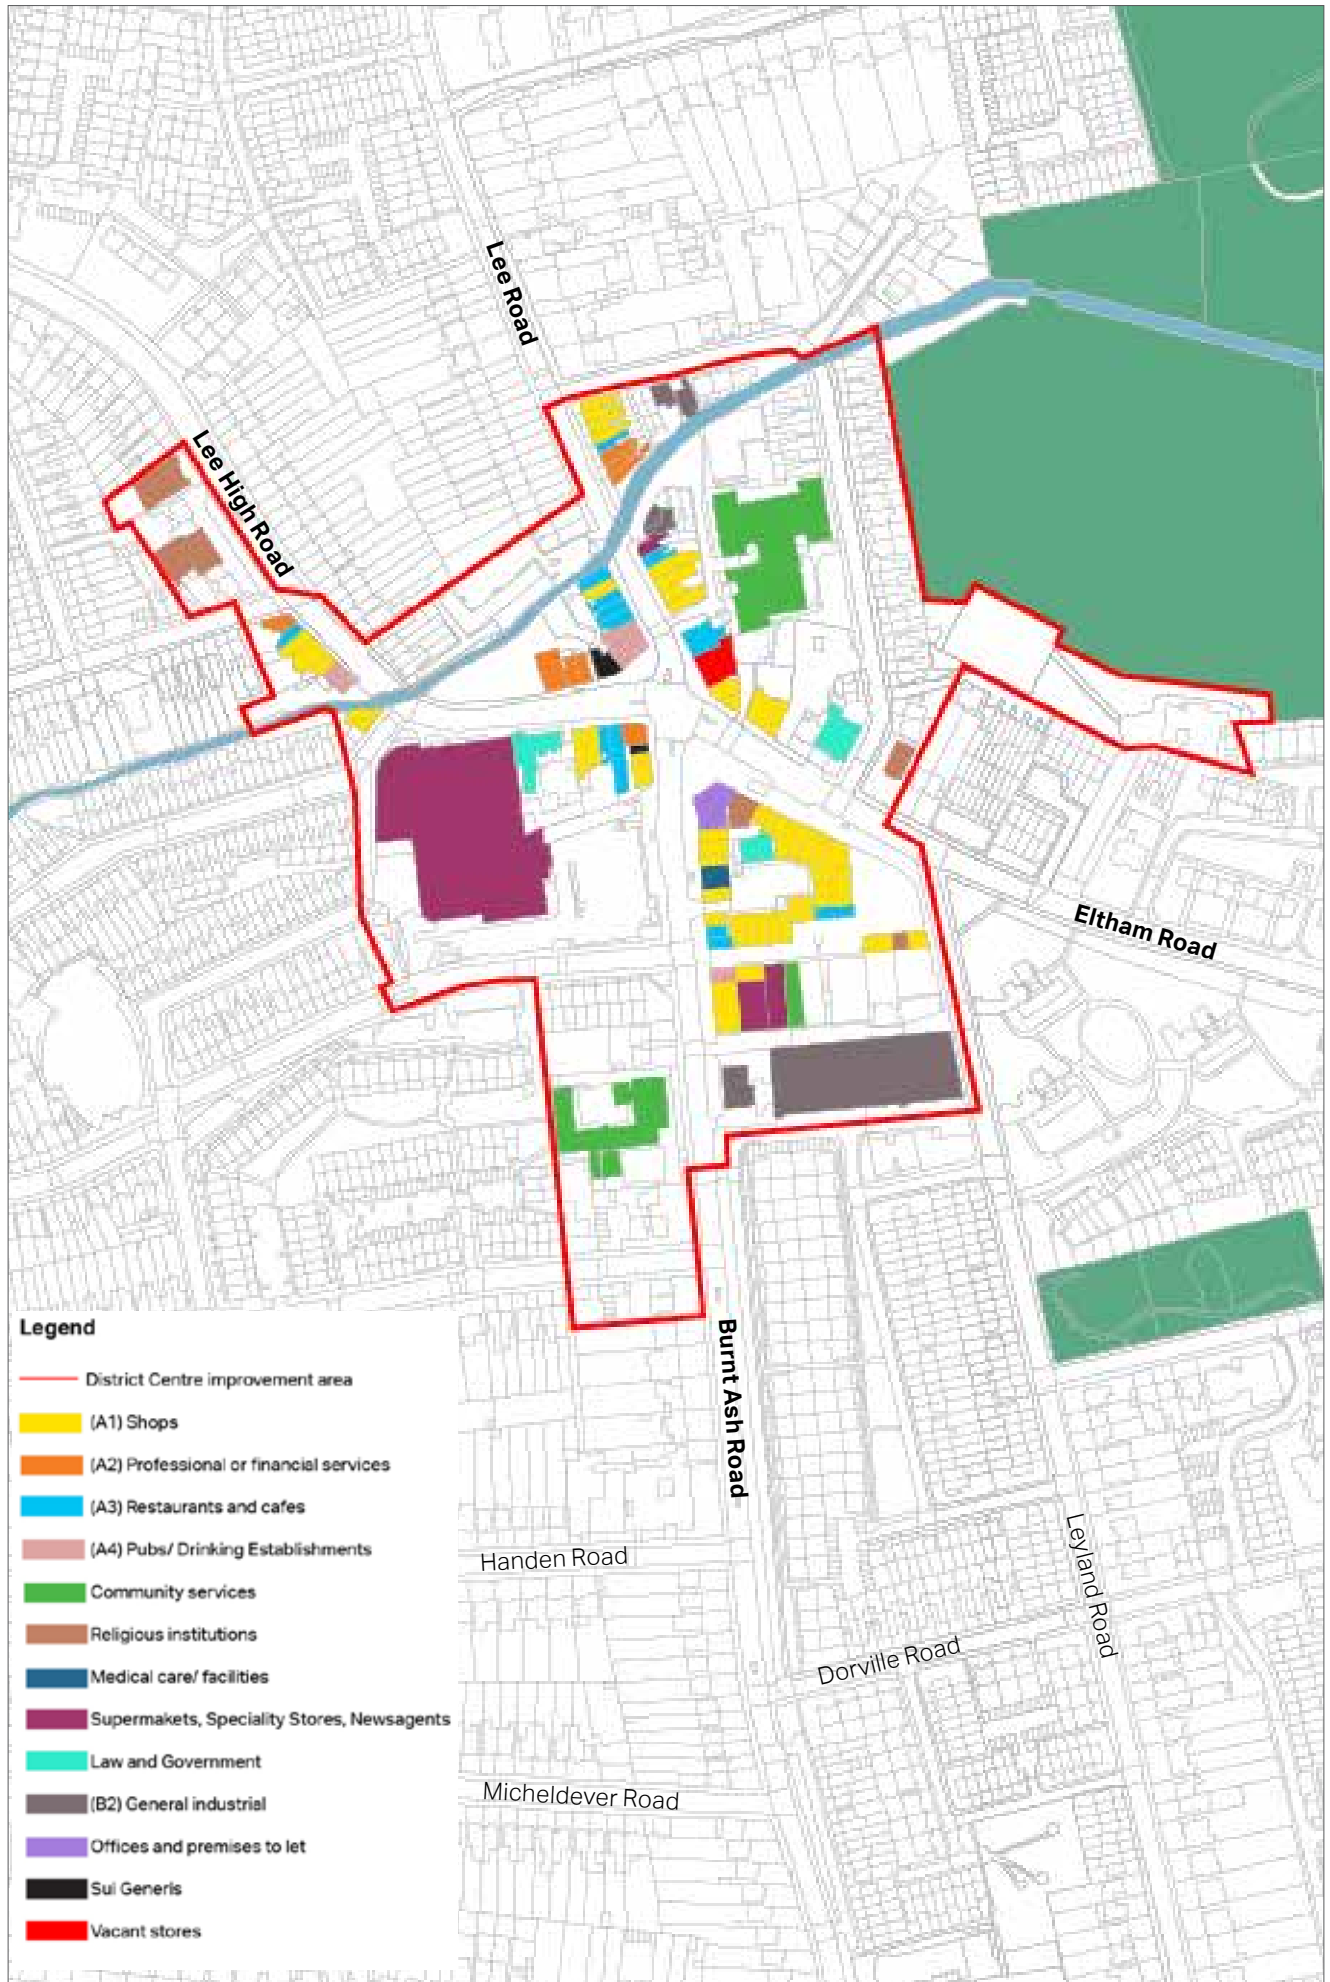 Lee Road
Lee High Road
Eltham Road
Burnt Ash Road
Leyland Road
Handen Road
Dorville Road
Micheldever Road
Legend
District Centre improvement area
(A1) Shops
(A2) Professional or financial services
(A3) Restaurants and cafes
(A4) Pubs/ Drinking Establishments
Community services
Religious institutions
Medical care/ facilities
Supermakets, Speciality Stores, Newsagents
Law and Government
(B2) General industrial
Offices and premises to let
Sui Generis
Vacant stores